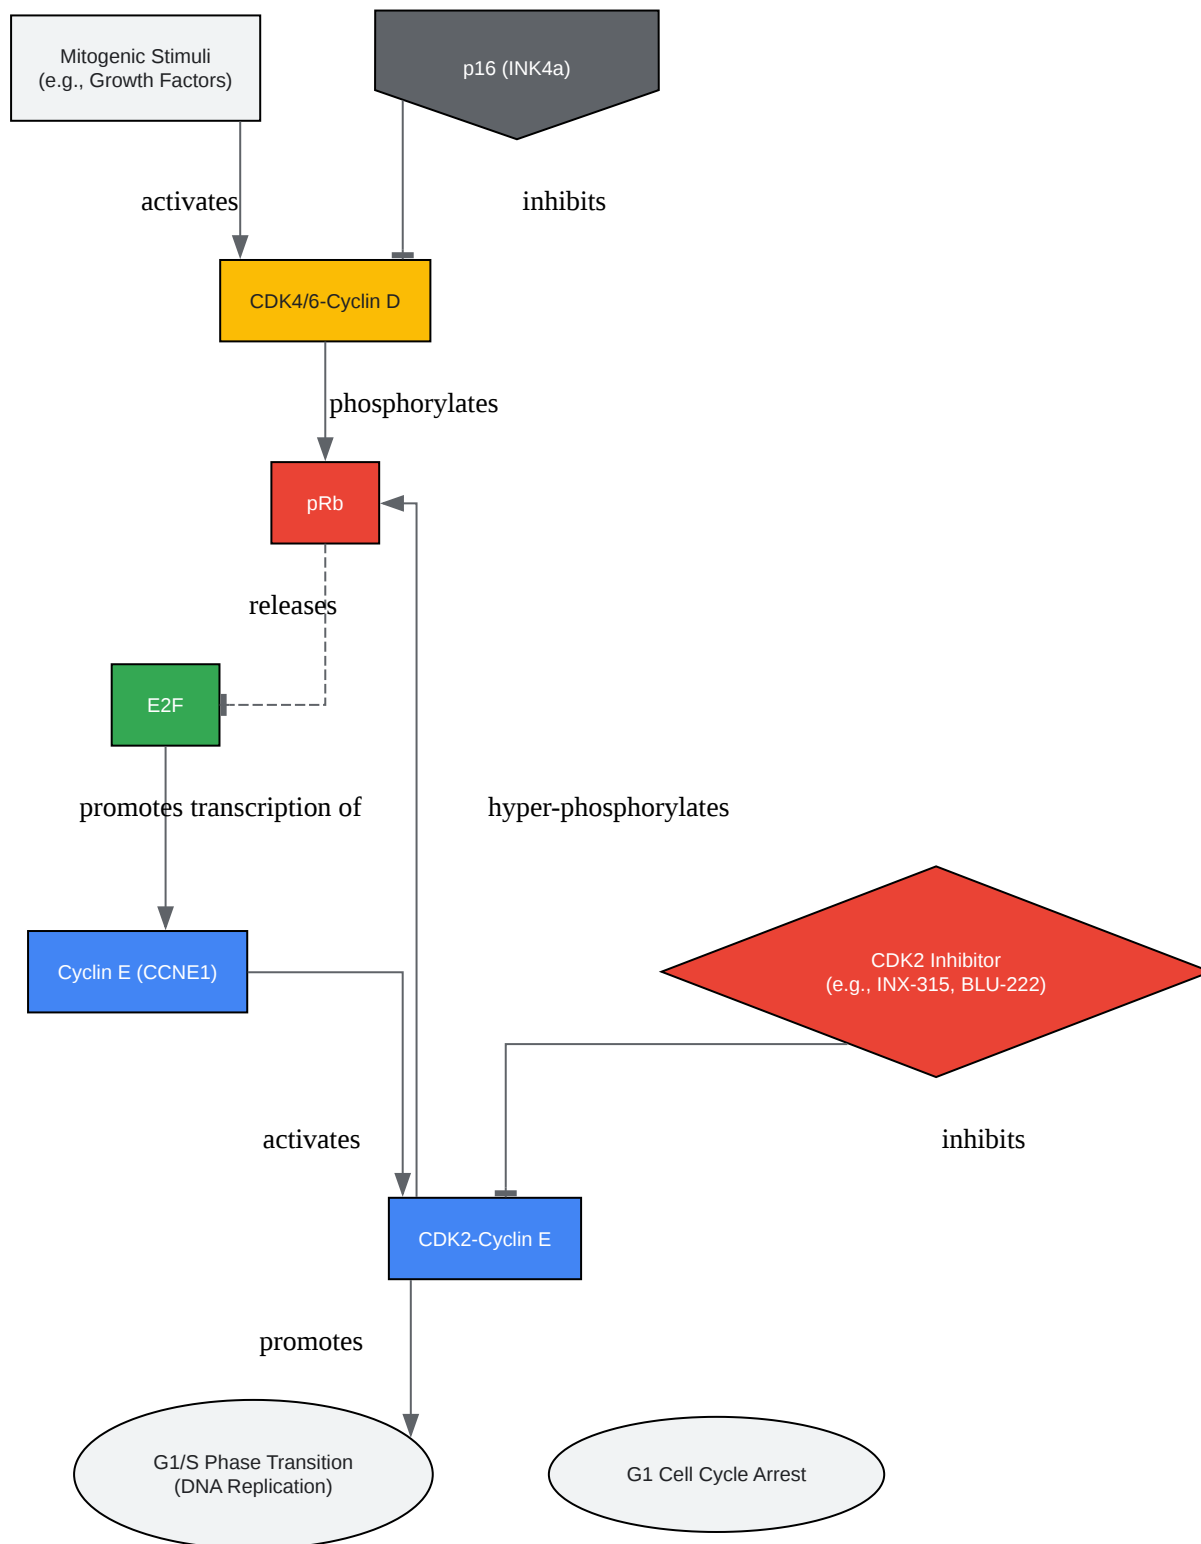 Mitogenic Stimuli
(e.g., Growth Factors)
p16 (INK4a)
activates
inhibits
CDK4/6-Cyclin D
phosphorylates
pRb
releases
E2F
promotes transcription of
hyper-phosphorylates
Cyclin E (CCNE1)
CDK2 Inhibitor
(e.g., INX-315, BLU-222)
activates
inhibits
CDK2-Cyclin E
promotes
G1/S Phase Transition
(DNA Replication)
G1 Cell Cycle Arrest